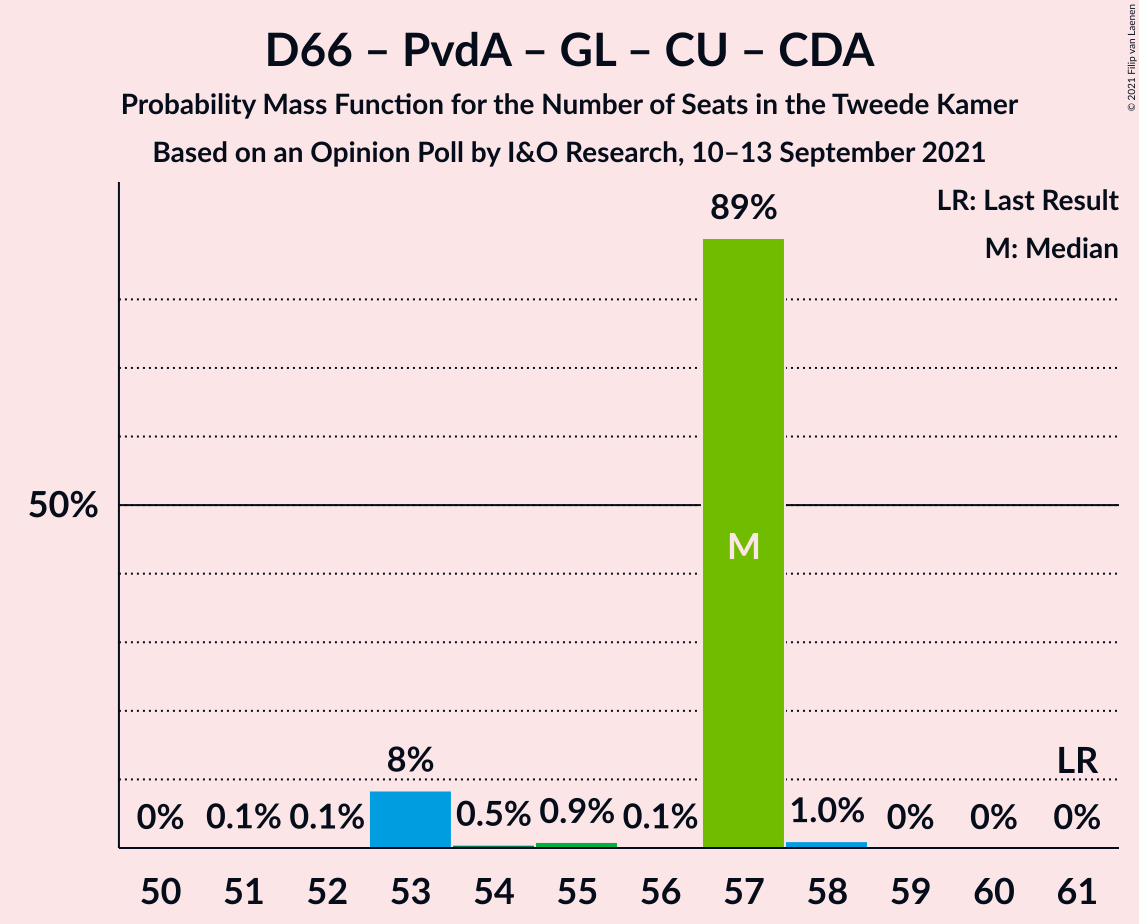 D66 – PvdA – GL – CU – CDA
Probability Mass Function for the Number of Seats in the Tweede Kamer
Based on an Opinion Poll by I&O Research, 10–13 September 2021
© 2021 Filip van Laenen
LR: Last Result
M: Median
50%
0%
0.1%
0.1%
8%
0.5%
0.9%
0.1%
89%
M
1.0%
0%
0%
LR
0%
50 51 52 53 54 55 56 57 58 59 60 61